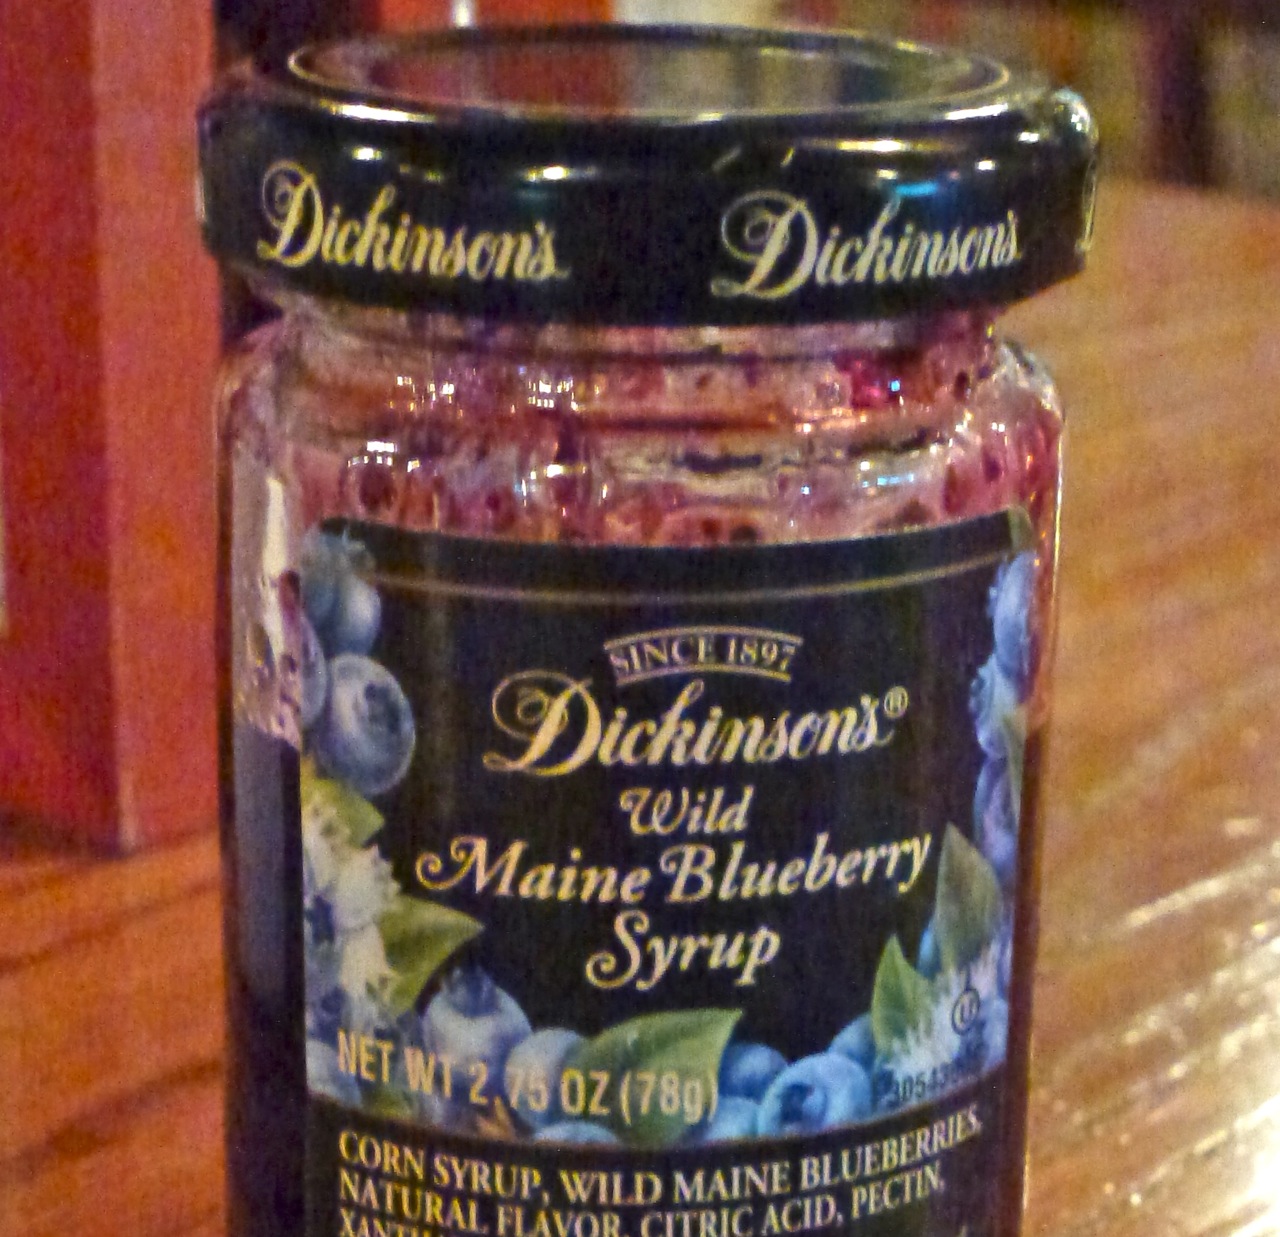 Dickinson's Dickinson's
SINCE 1897
Dickinson's®
Wild
Maine Blueberry
Syrup
NET WT 2.75 OZ (78g)
CORN SYRUP, WILD MAINE BLUEBERRIES,
NATURAL FLAVOR, CITRIC ACID, PECTIN,